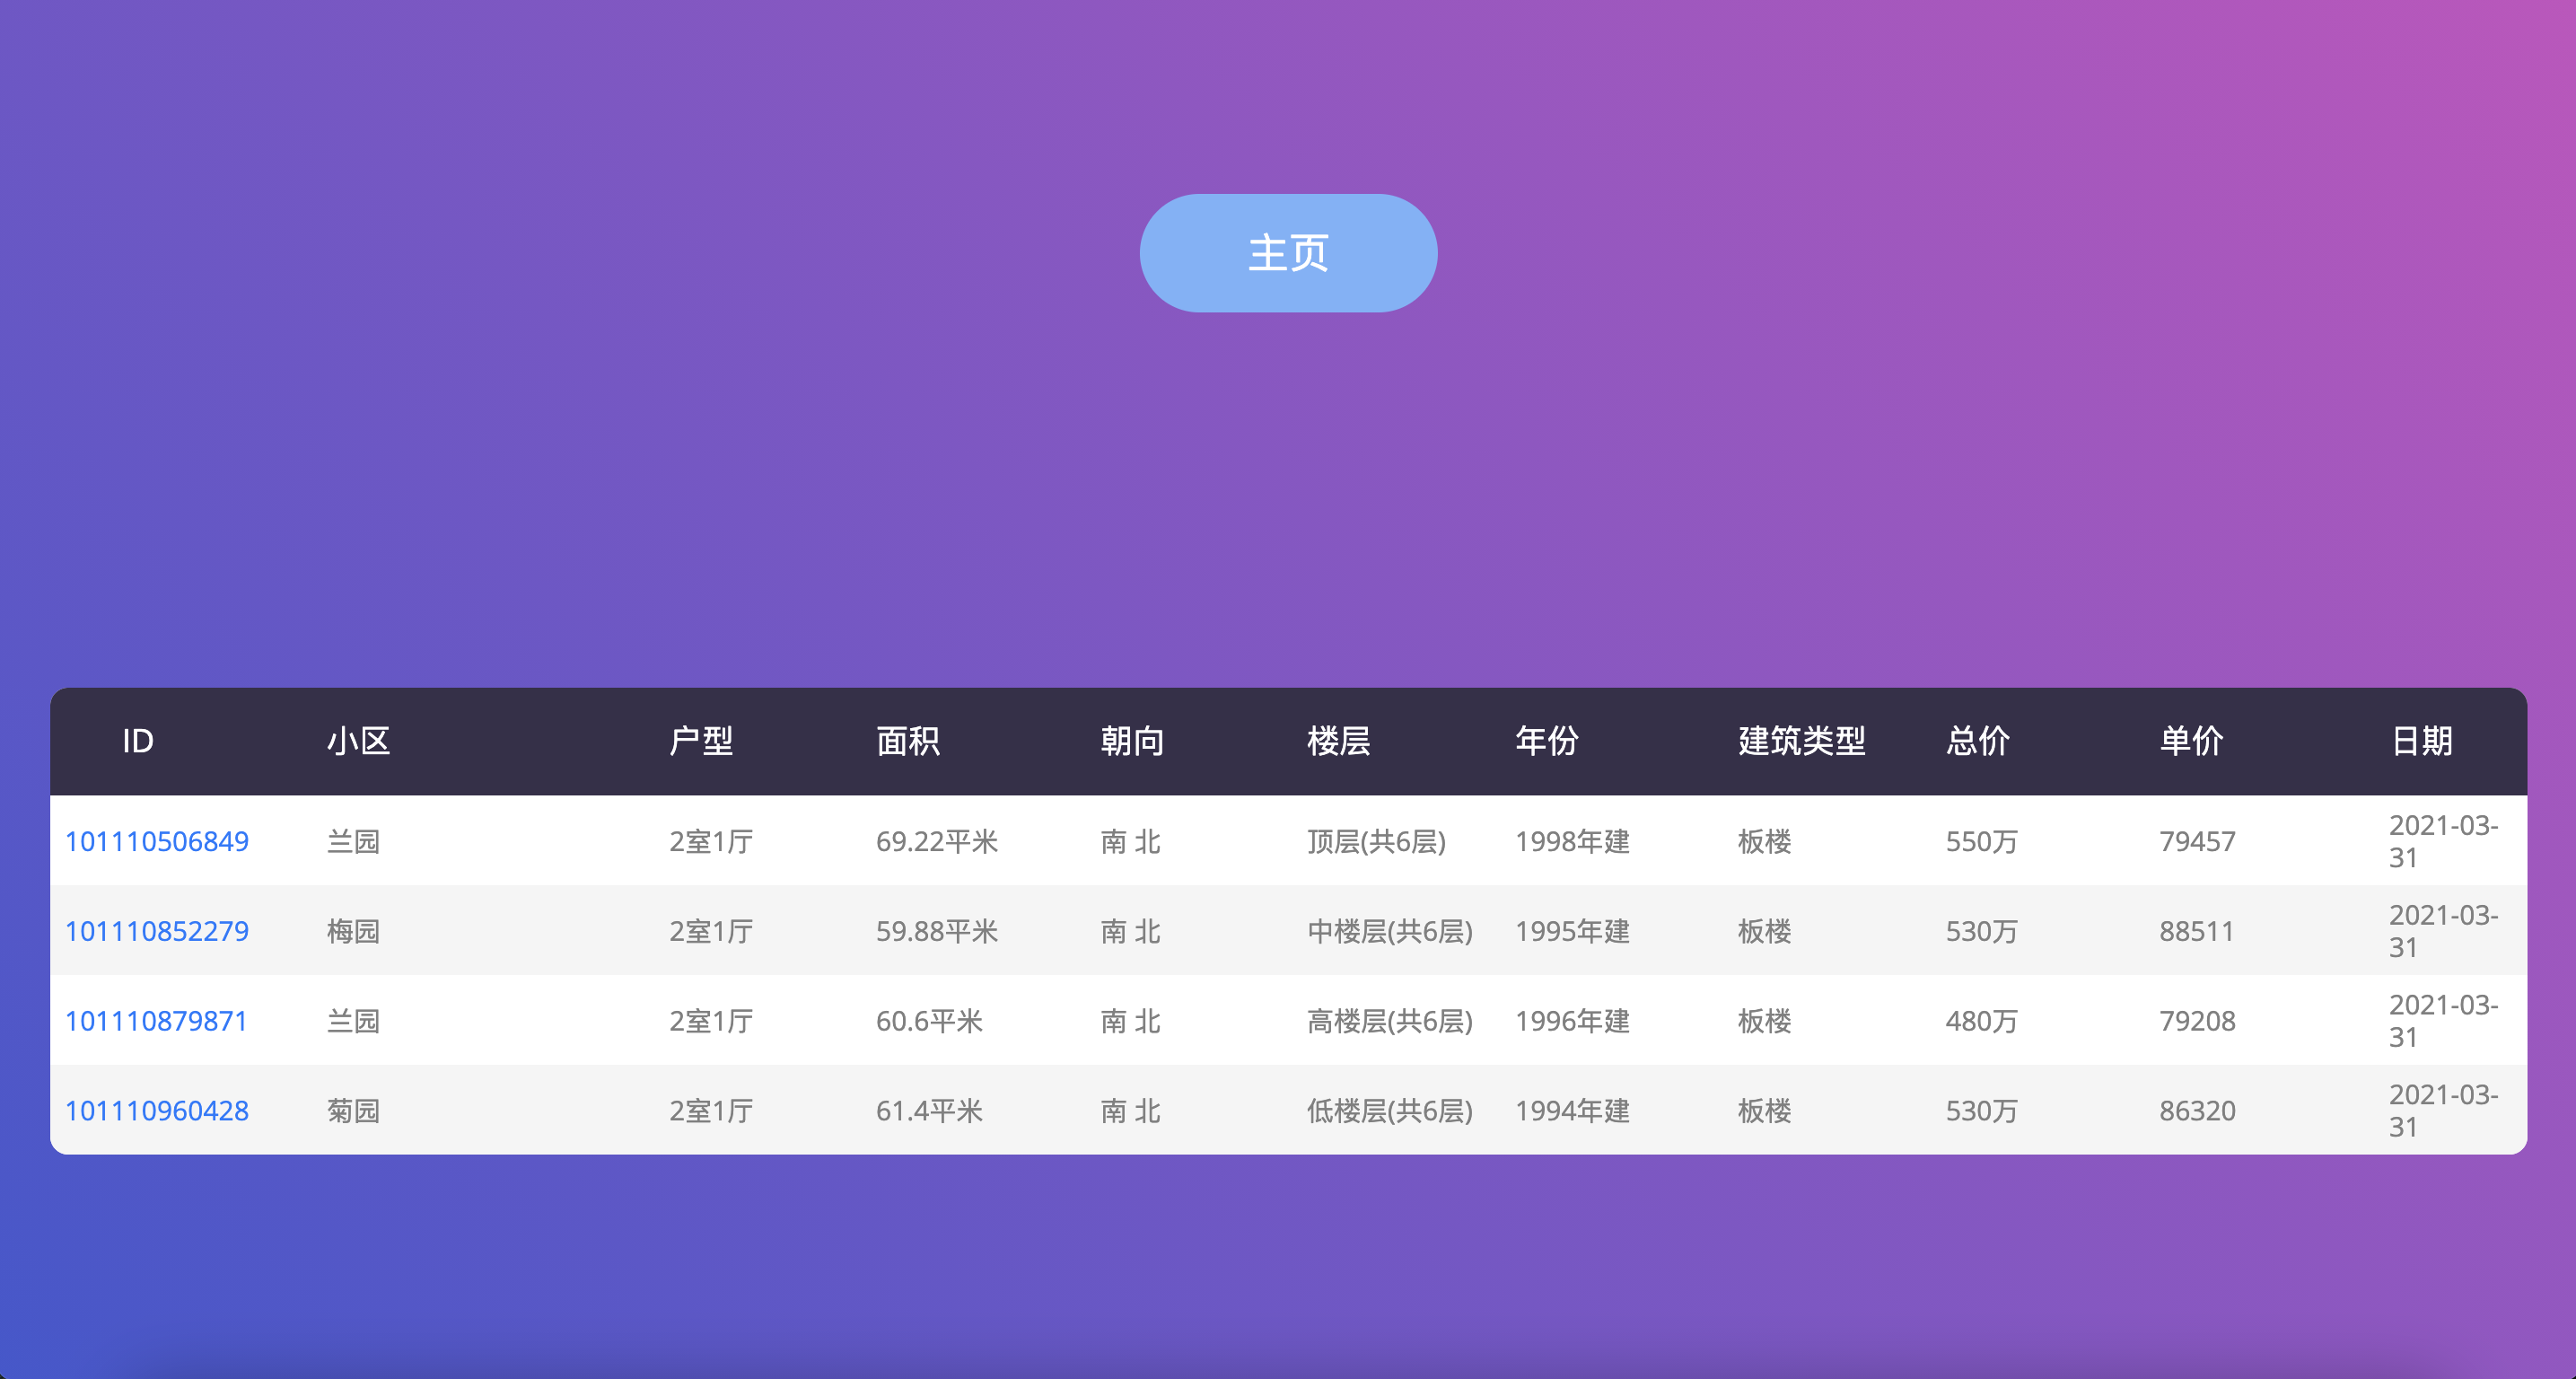 主页
ID 小区 户型 面积 朝向 楼层 年份 建筑类型 总价 单价 日期
101110506849 兰园 2室1厅 69.22平米 南 北 顶层(共6层) 1998年建 板楼 550万 79457 2021-03-
31
101110852279 梅园 2室1厅 59.88平米 南 北 中楼层(共6层) 1995年建 板楼 530万 88511 2021-03-
31
101110879871 兰园 2室1厅 60.6平米 南 北 高楼层(共6层) 1996年建 板楼 480万 79208 2021-03-
31
101110960428 菊园 2室1厅 61.4平米 南 北 低楼层(共6层) 1994年建 板楼 530万 86320 2021-03-
31